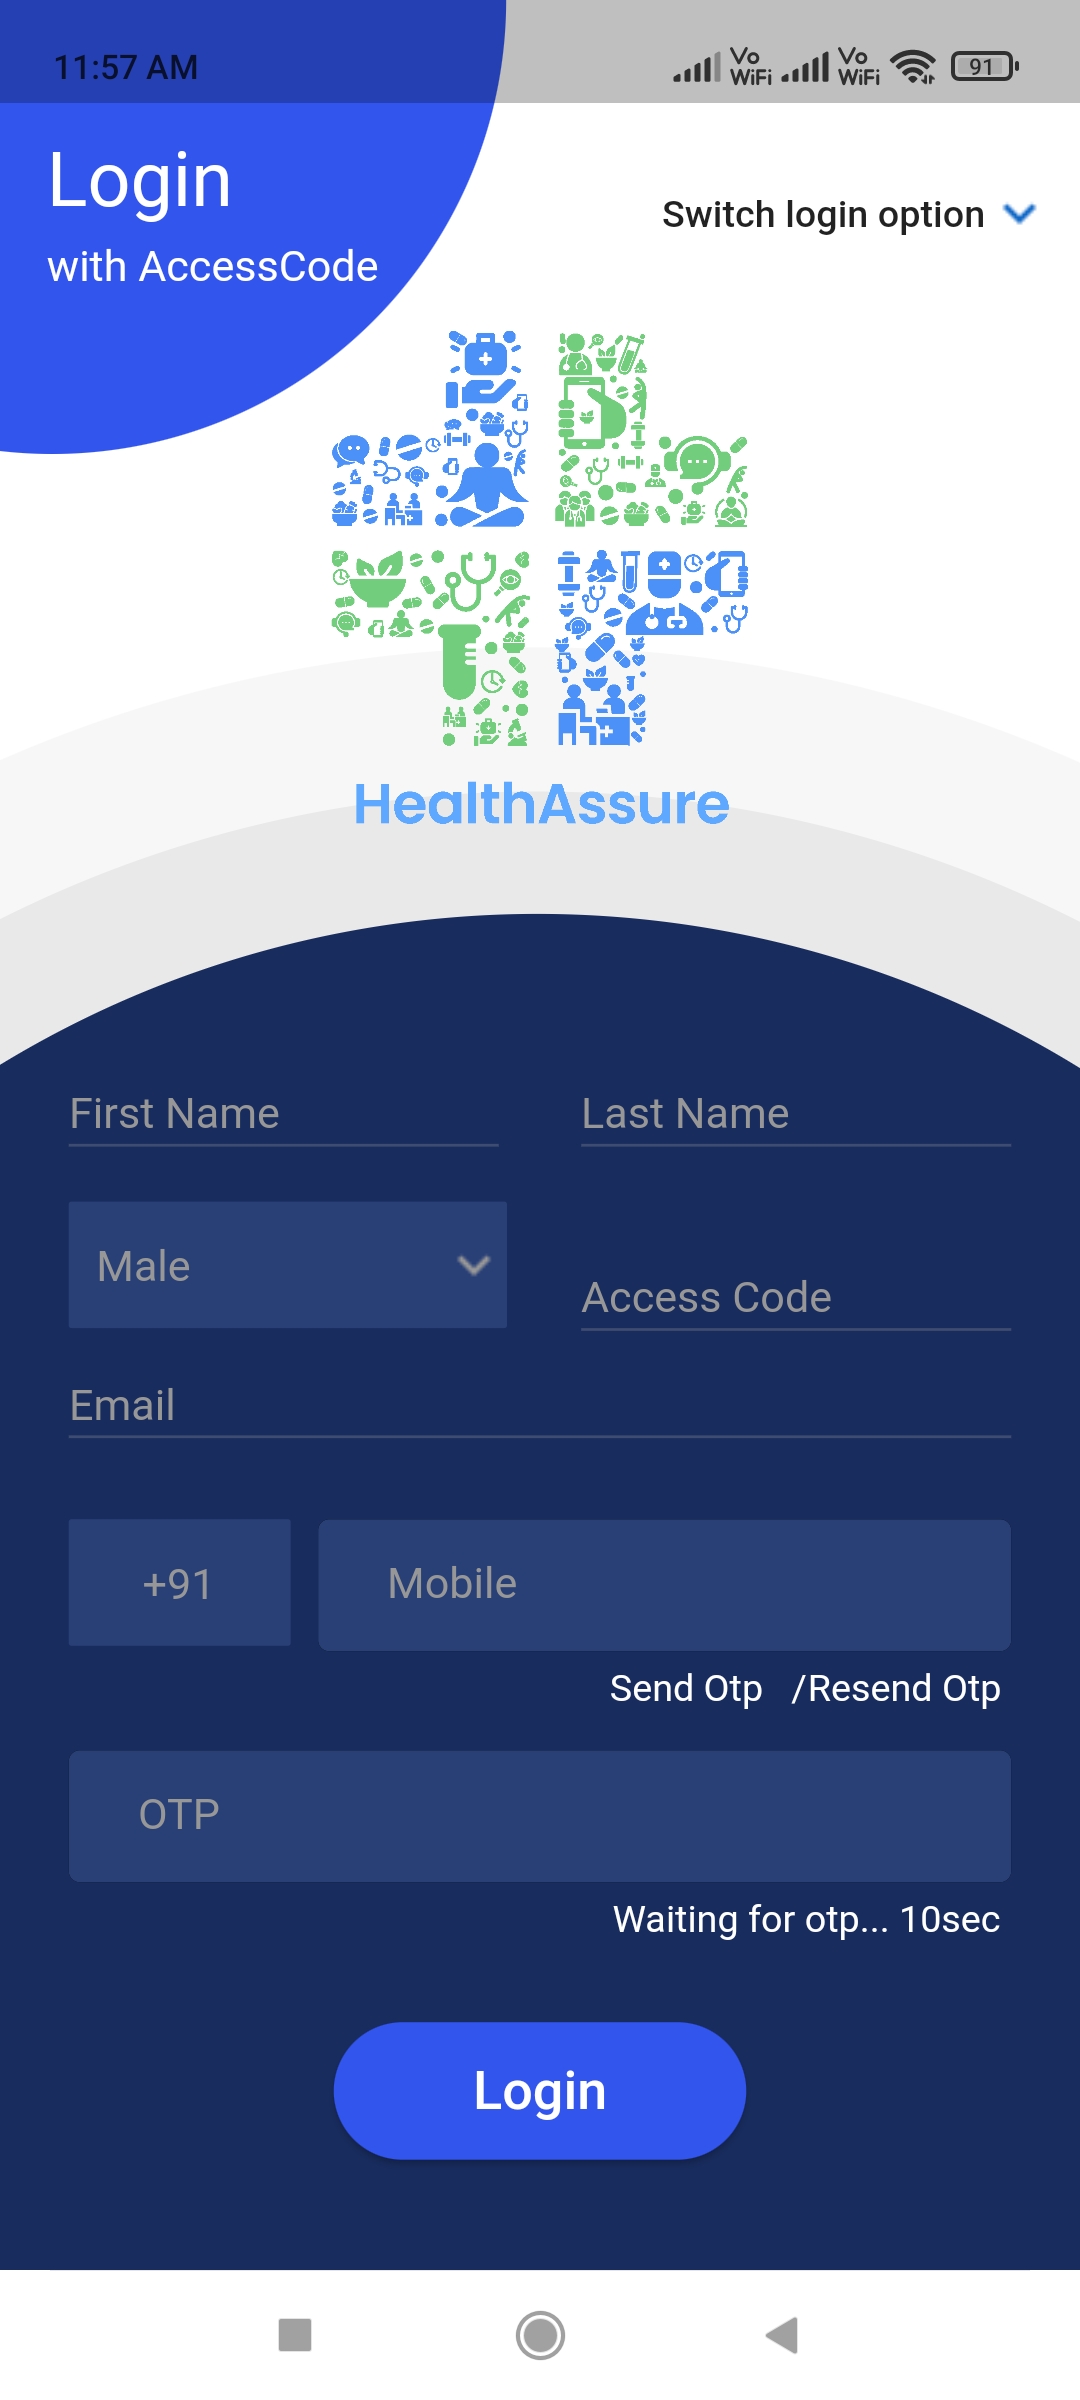 11:57 AM
Vo WiFi Vo WiFi 91
Login
with AccessCode
Switch login option
HealthAssure
First Name Last Name
Male
Access Code
Email
+91 Mobile
Send Otp /Resend Otp
OTP
Waiting for otp... 10sec
Login